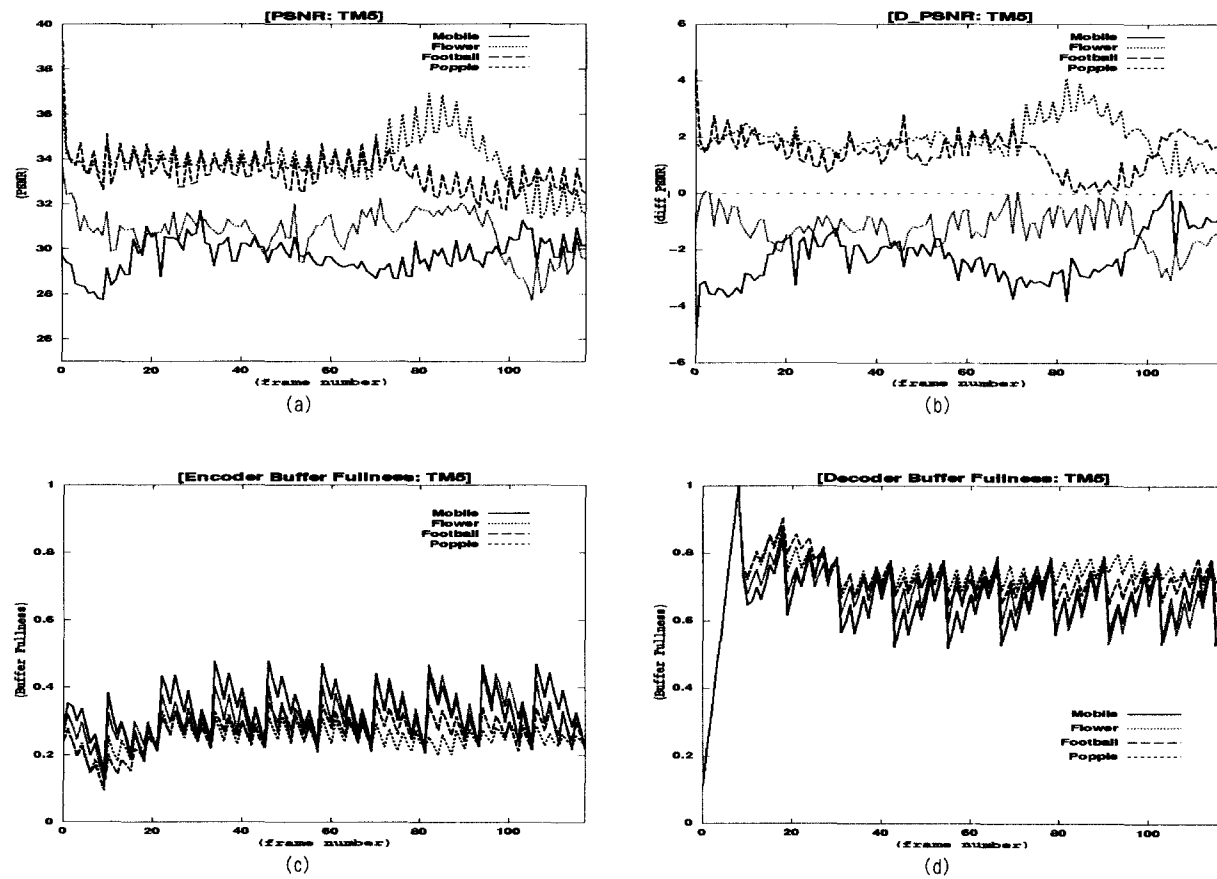 [PSNR: TM5]
40
38
36
34
32
30
28
26
(PSNR)
Mobile
Flower
Football
Popple
0
20
40
60
80
100
(frame number)
(a)
[D_PSNR: TM5]
6
4
2
0
-2
-4
-6
(diff_PSNR)
Mobile
Flower
Football
Popple
0
20
40
60
80
100
(frame number)
(b)
[Encoder Buffer Fullness: TM5]
1
0.8
0.6
0.4
0.2
0
(Buffer Fullness)
Mobile
Flower
Football
Popple
0
20
40
60
80
100
(frame number)
(c)
[Decoder Buffer Fullness: TM5]
1
0.8
0.6
0.4
0.2
0
(Buffer Fullness)
Mobile
Flower
Football
Popple
0
20
40
60
80
100
(frame number)
(d)